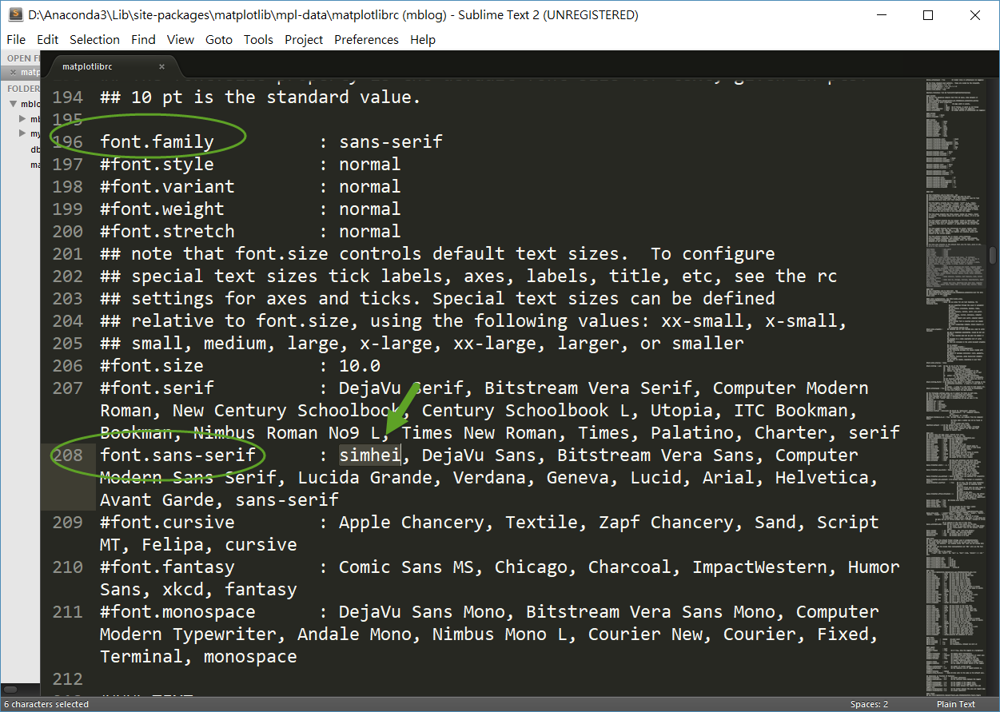 D:\Anaconda3\Lib\site-packages\matplotlib\mpl-data\matplotlibrc (mblog) - Sublime Text 2 (UNREGISTERED)
File Edit Selection Find View Goto Tools Project Preferences Help
OPEN FI
matplotlibrc
matp
FOLDER
mblo
mb
my
db
ma
194 ## 10 pt is the standard value.
195
196 font.family : sans-serif
197 #font.style : normal
198 #font.variant : normal
199 #font.weight : normal
200 #font.stretch : normal
201 ## note that font.size controls default text sizes.  To configure
202 ## special text sizes tick labels, axes, labels, title, etc, see the rc
203 ## settings for axes and ticks. Special text sizes can be defined
204 ## relative to font.size, using the following values: xx-small, x-small,
205 ## small, medium, large, x-large, xx-large, larger, or smaller
206 #font.size : 10.0
207 #font.serif : DejaVu Serif, Bitstream Vera Serif, Computer Modern
Roman, New Century Schoolbook, Century Schoolbook L, Utopia, ITC Bookman,
Bookman, Nimbus Roman No9 L, Times New Roman, Times, Palatino, Charter, serif
208 font.sans-serif : simhei, DejaVu Sans, Bitstream Vera Sans, Computer
Modern Sans Serif, Lucida Grande, Verdana, Geneva, Lucid, Arial, Helvetica,
Avant Garde, sans-serif
209 #font.cursive : Apple Chancery, Textile, Zapf Chancery, Sand, Script
MT, Felipa, cursive
210 #font.fantasy : Comic Sans MS, Chicago, Charcoal, ImpactWestern, Humor
Sans, xkcd, fantasy
211 #font.monospace : DejaVu Sans Mono, Bitstream Vera Sans Mono, Computer
Modern Typewriter, Andale Mono, Nimbus Mono L, Courier New, Courier, Fixed,
Terminal, monospace
212
6 characters selected
Spaces: 2
Plain Text